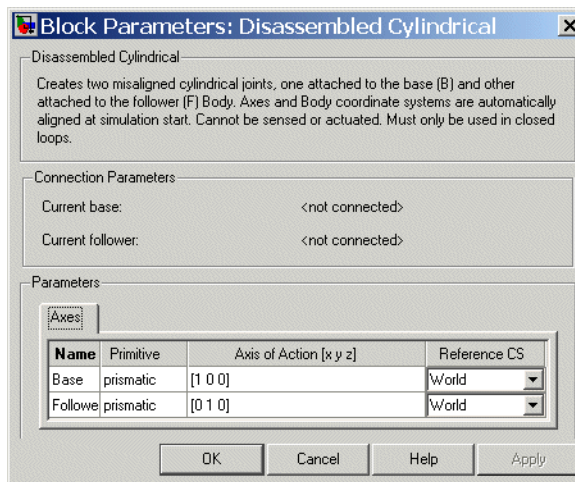 Block Parameters: Disassembled Cylindrical
Disassembled Cylindrical
Creates two misaligned cylindrical joints, one attached to the base (B) and other
attached to the follower (F) Body. Axes and Body coordinate systems are automatically
aligned at simulation start. Cannot be sensed or actuated. Must only be used in closed
loops.
Connection Parameters
Current base: <not connected>
Current follower: <not connected>
Parameters
Axes
Name Primitive Axis of Action [x y z] Reference CS
Base prismatic [1 0 0] World
Followe prismatic [0 1 0] World
OK Cancel Help Apply